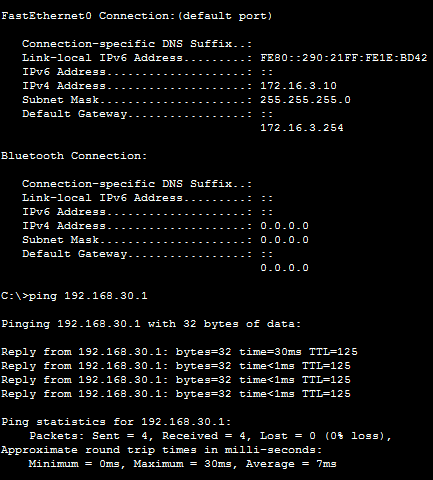 FastEthernet0 Connection:(default port)
Connection-specific DNS Suffix..:
Link-local IPv6 Address.........: FE80::290:21FF:FE1E:BD42
IPv6 Address....................: ::
IPv4 Address....................: 172.16.3.10
Subnet Mask.....................: 255.255.255.0
Default Gateway.................: ::
172.16.3.254
Bluetooth Connection:
Connection-specific DNS Suffix..:
Link-local IPv6 Address.........: ::
IPv6 Address....................: ::
IPv4 Address....................: 0.0.0.0
Subnet Mask.....................: 0.0.0.0
Default Gateway.................: ::
0.0.0.0
C:\>ping 192.168.30.1
Pinging 192.168.30.1 with 32 bytes of data:
Reply from 192.168.30.1: bytes=32 time=30ms TTL=125
Reply from 192.168.30.1: bytes=32 time<1ms TTL=125
Reply from 192.168.30.1: bytes=32 time<1ms TTL=125
Reply from 192.168.30.1: bytes=32 time<1ms TTL=125
Ping statistics for 192.168.30.1:
Packets: Sent = 4, Received = 4, Lost = 0 (0% loss),
Approximate round trip times in milli-seconds:
Minimum = 0ms, Maximum = 30ms, Average = 7ms